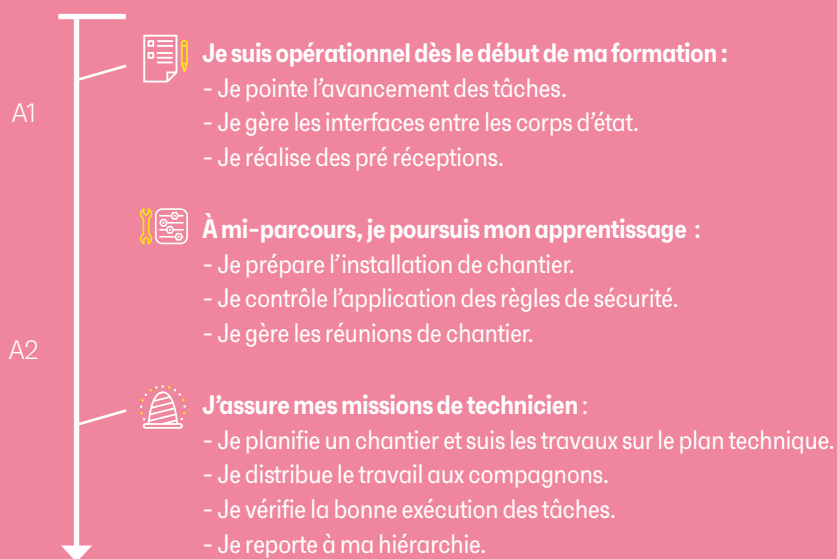 Je suis opérationnel dès le début de ma formation :
- Je pointe l'avancement des tâches.
A1
- Je gère les interfaces entre les corps d'état.
- Je réalise des pré réceptions.
À mi-parcours, je poursuis mon apprentissage :
- Je prépare l'installation de chantier.
- Je contrôle l'application des règles de sécurité.
- Je gère les réunions de chantier.
A2
J'assure mes missions de technicien :
- Je planifie un chantier et suis les travaux sur le plan technique.
- Je distribue le travail aux compagnons.
- Je vérifie la bonne exécution des tâches.
- Je reporte à ma hiérarchie.